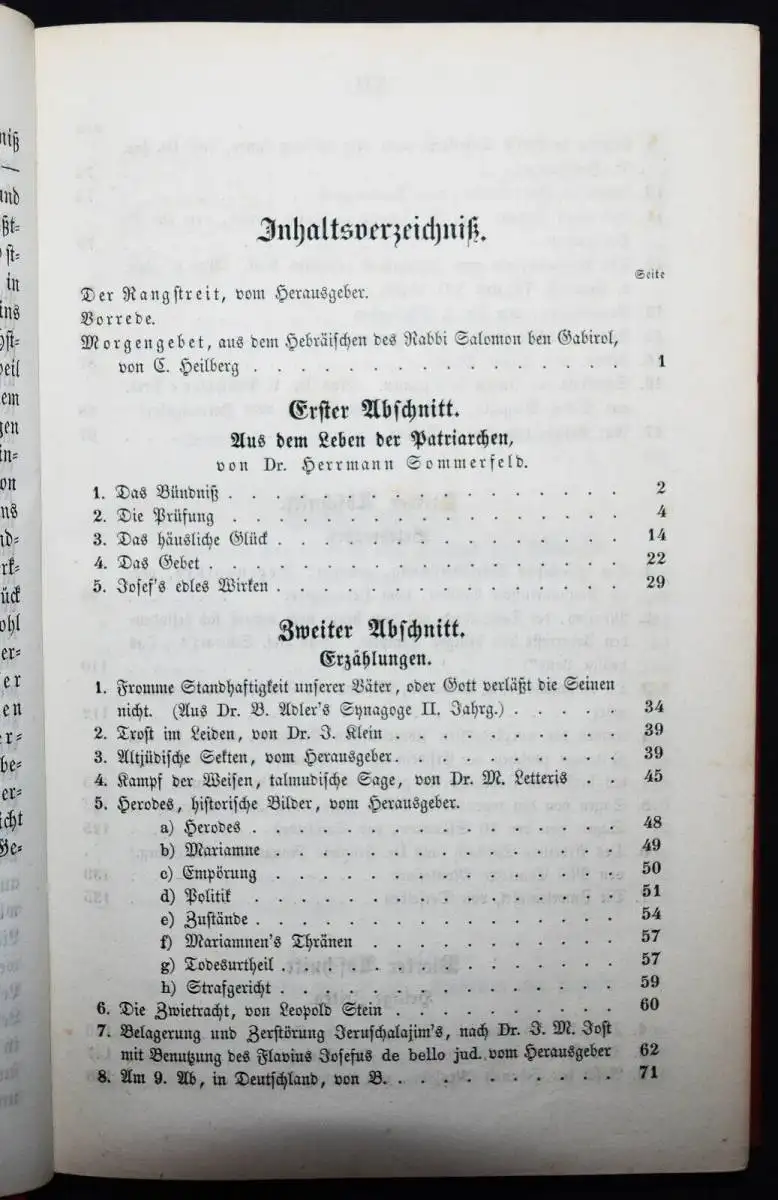 Inhaltsverzeichniß.
Seite
Der Rangstreit, vom Herausgeber.
Vorrede.
Morgengebet, aus dem Hebräischen des Rabbi Salomon ben Gabirol,
von C. Heilberg . . . . . . . . . . . . . . . . 1
Erster Abschnitt.
Aus dem Leben der Patriarchen,
von Dr. Herrmann Sommerfeld.
1. Das Bündniß . . . . . . . . . . . . . . . . 2
2. Die Prüfung . . . . . . . . . . . . . . . . 4
3. Das häusliche Glück . . . . . . . . . . . . . . 14
4. Das Gebet . . . . . . . . . . . . . . . . . 22
5. Josef's edles Wirken . . . . . . . . . . . . . . 29
Zweiter Abschnitt.
Erzählungen.
1. Fromme Standhaftigkeit unserer Väter, oder Gott verläßt die Seinen
nicht. (Aus Dr. B. Adler's Synagoge II. Jahrg.) . . . . . 34
2. Trost im Leiden, von Dr. J. Klein . . . . . . . . . . 39
3. Altjüdische Sekten, vom Herausgeber. . . . . . . . . . 39
4. Kampf der Weisen, talmudische Sage, von Dr. M. Letteris . . 45
5. Herodes, historische Bilder, vom Herausgeber.
a) Herodes . . . . . . . . . . . . . . . 48
b) Mariamne . . . . . . . . . . . . . . 49
c) Empörung . . . . . . . . . . . . . . 50
d) Politik . . . . . . . . . . . . . . . 51
e) Zustände . . . . . . . . . . . . . . . 54
f) Mariamnen's Thränen . . . . . . . . . . 57
g) Todesurtheil . . . . . . . . . . . . . . 57
h) Strafgericht . . . . . . . . . . . . . . 59
6. Die Zwietracht, von Leopold Stein . . . . . . . . . . 60
7. Belagerung und Zerstörung Jeruschalajim's, nach Dr. J. M. Jost
mit Benutzung des Flavius Josefus de bello jud. vom Herausgeber 62
8. Am 9. Ab, in Deutschland, von B. . . . . . . . . . . 71